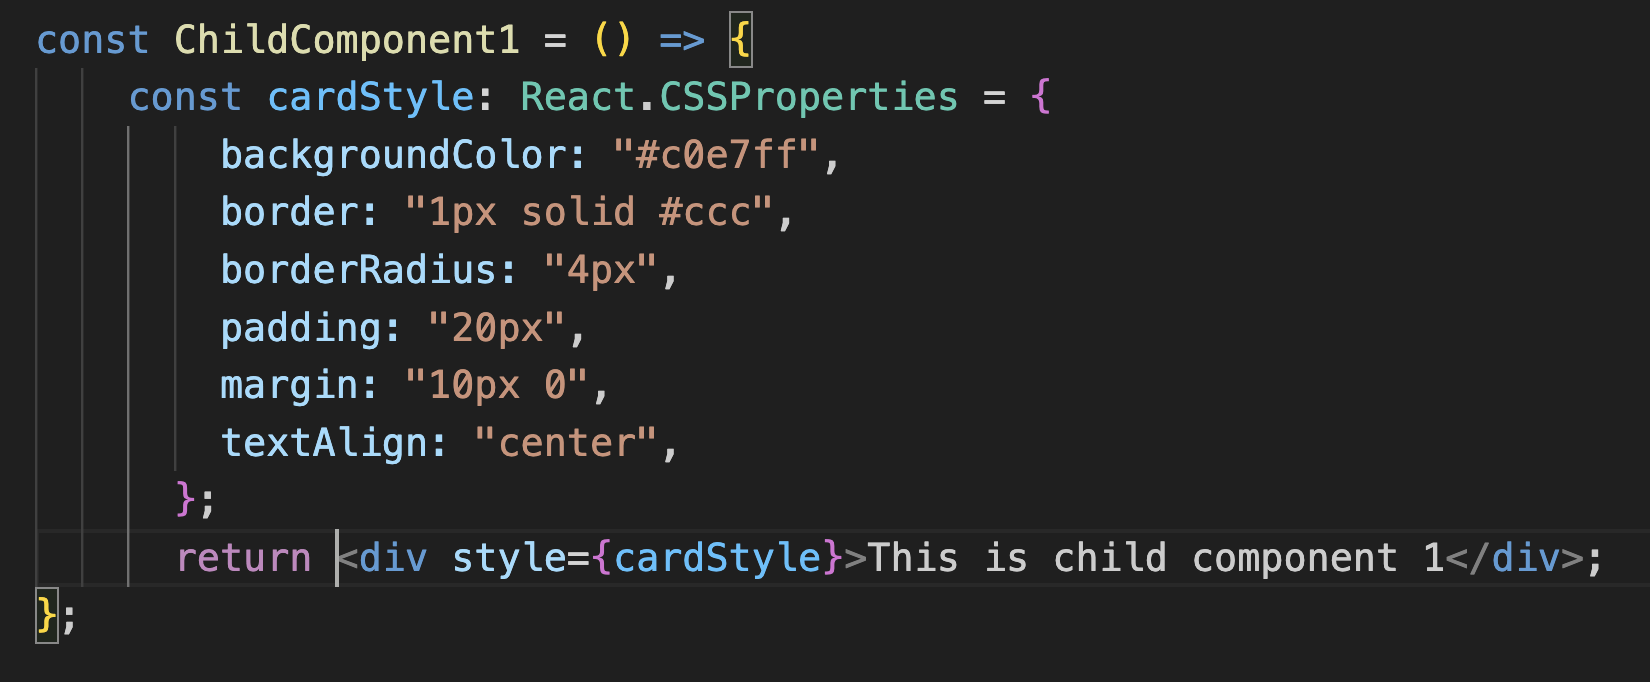 const ChildComponent1 = () => {
    const cardStyle: React.CSSProperties = {
        backgroundColor: "#c0e7ff",
        border: "1px solid #ccc",
        borderRadius: "4px",
        padding: "20px",
        margin: "10px 0",
        textAlign: "center",
      };
      return <div style={cardStyle}>This is child component 1</div>;
};